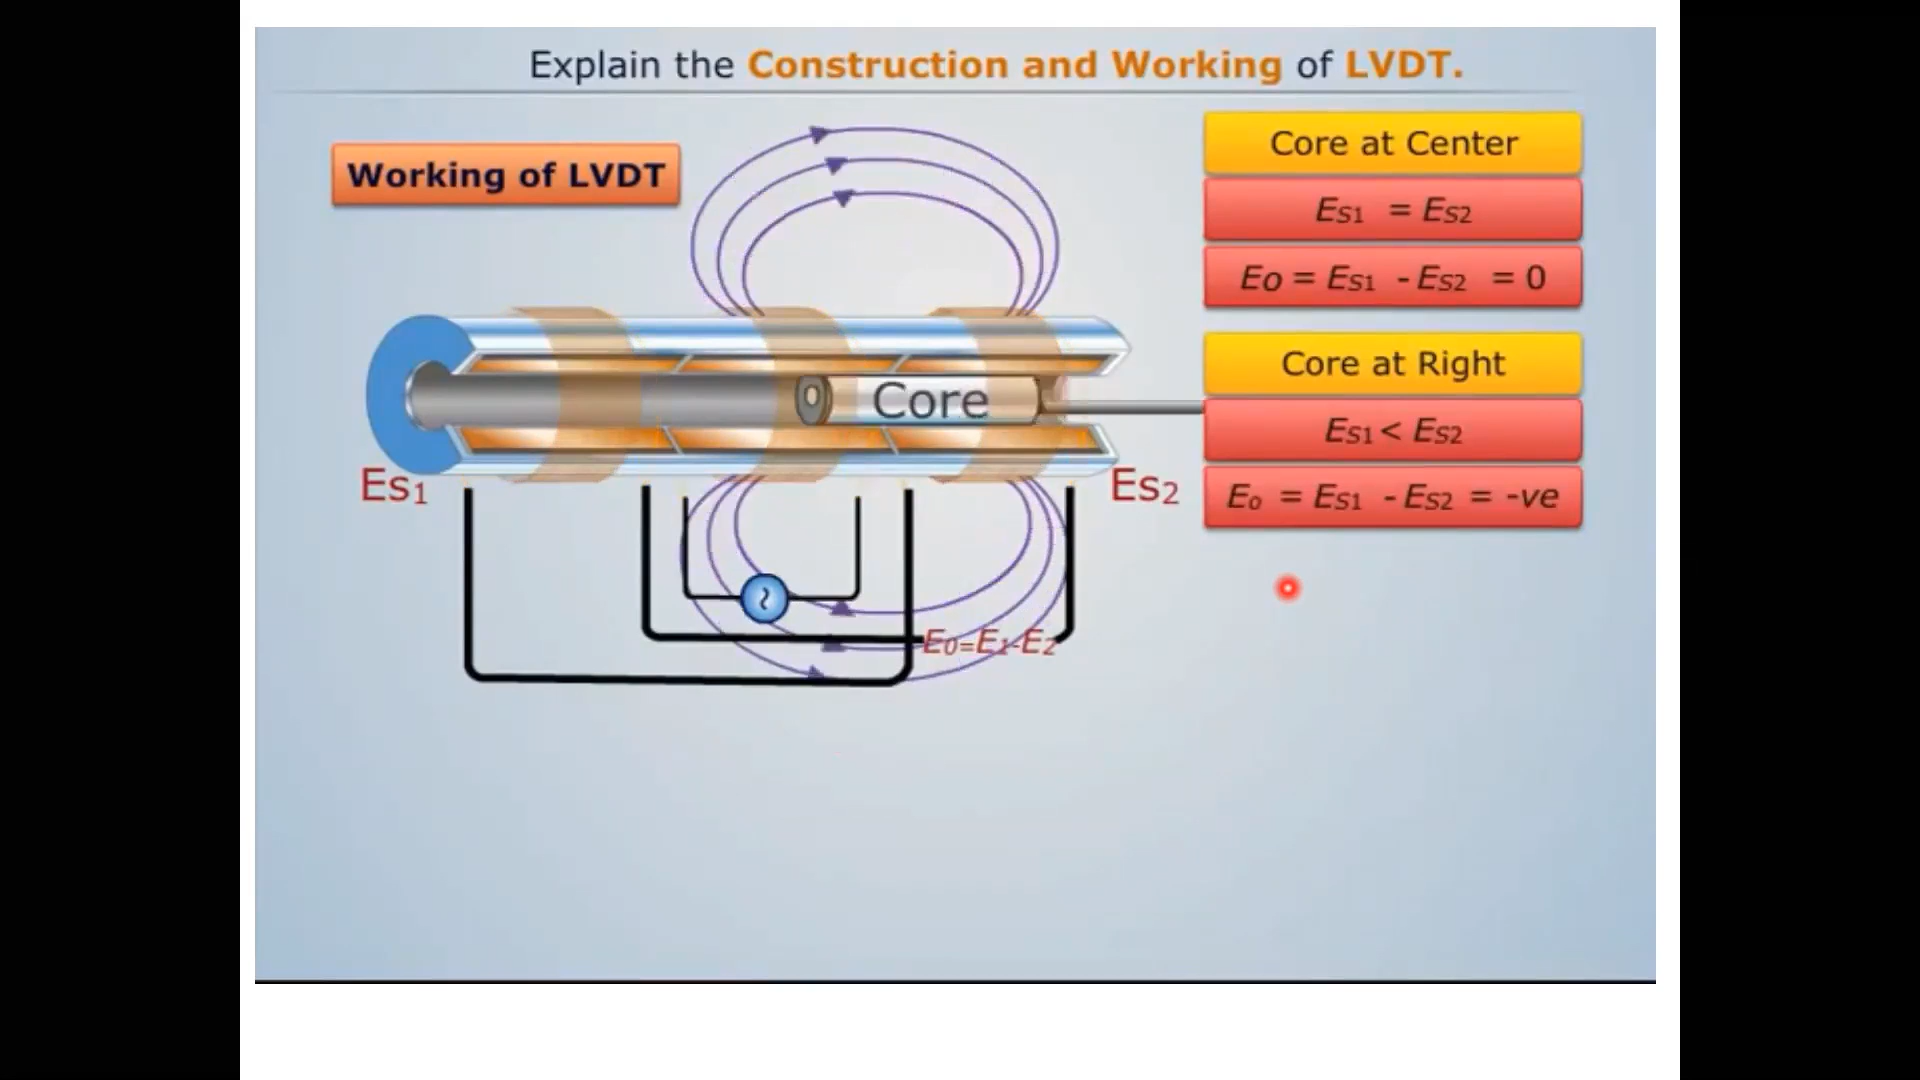 Explain the Construction and Working of LVDT.
Working of LVDT
Core at Center
ES1 = ES2
Eo = ES1 - ES2 = 0
Core at Right
ES1 < ES2
Eo = ES1 - ES2 = -ve
Core
Es1
Es2
~
E0=E1-E2